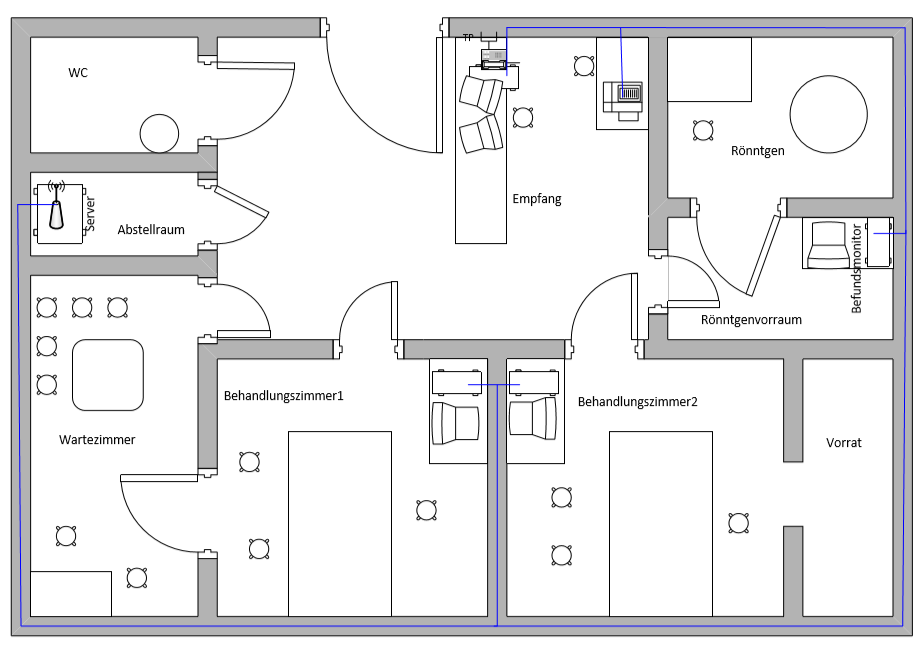 TP
WC
Rönntgen
Server
Empfang
Abstellraum
Befundsmonitor
Rönntgenvorraum
Behandlungszimmer1
Behandlungszimmer2
Wartezimmer
Vorrat